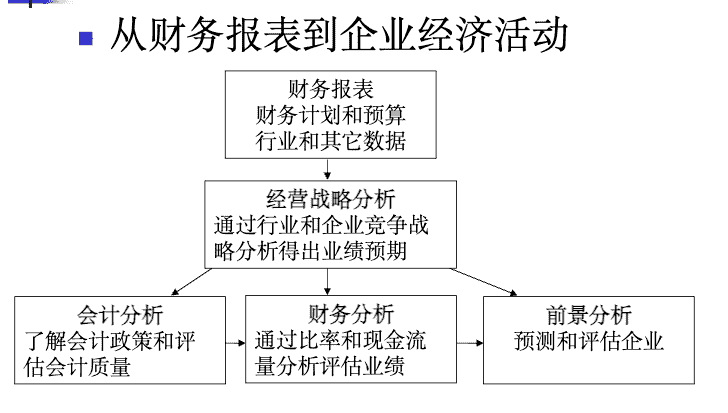 从财务报表到企业经济活动
财务报表
财务计划和预算
行业和其它数据
经营战略分析
通过行业和企业竞争战
略分析得出业绩预期
会计分析
了解会计政策和评
估会计质量
财务分析
通过比率和现金流
量分析评估业绩
前景分析
预测和评估企业